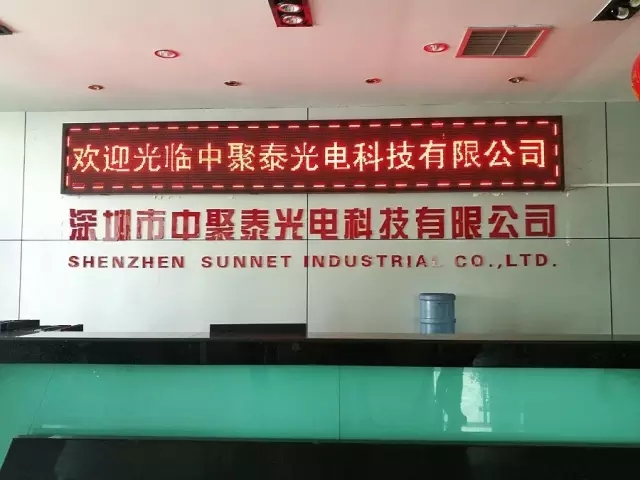 欢迎光临中聚泰光电科技有限公司
深圳市中聚泰光电科技有限公司
SHENZHEN SUNNET INDUSTRIAL CO.,LTD.